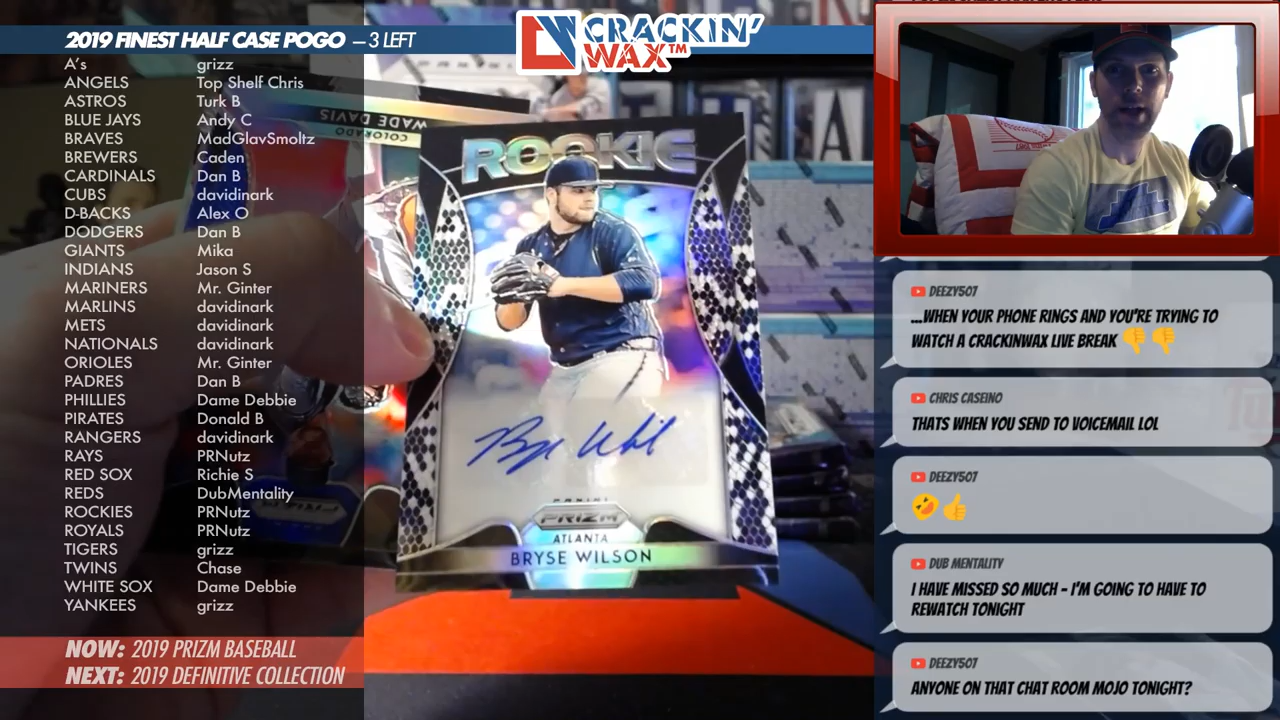 2019 FINEST HALF CASE POGO – 3 LEFT
CRACKIN'
WAX™
A's grizz
ANGELS Top Shelf Chris
ASTROS Turk B
BLUE JAYS Andy C
BRAVES MadGlavSmoltz
BREWERS Caden
CARDINALS Dan B
CUBS davidinark
D-BACKS Alex O
DODGERS Dan B
GIANTS Mika
INDIANS Jason S
MARINERS Mr. Ginter
MARLINS davidinark
METS davidinark
NATIONALS davidinark
ORIOLES Mr. Ginter
PADRES Dan B
PHILLIES Dame Debbie
PIRATES Donald B
RANGERS davidinark
RAYS PRNutz
RED SOX Richie S
REDS DubMentality
ROCKIES PRNutz
ROYALS PRNutz
TIGERS grizz
TWINS Chase
WHITE SOX Dame Debbie
YANKEES grizz
NOW: 2019 PRIZM BASEBALL
NEXT: 2019 DEFINITIVE COLLECTION
COLORADO
WADE DAVIS
ROOKIE
PANINI
PRIZM
ATLANTA
BRYSE WILSON
DEEZY507
...WHEN YOUR PHONE RINGS AND YOU'RE TRYING TO
WATCH A CRACKINWAX LIVE BREAK 👎👎
CHRIS CASEINO
THATS WHEN YOU SEND TO VOICEMAIL LOL
DEEZY507
🤣👍
DUB MENTALITY
I HAVE MISSED SO MUCH - I'M GOING TO HAVE TO
REWATCH TONIGHT
DEEZY507
ANYONE ON THAT CHAT ROOM MOJO TONIGHT?